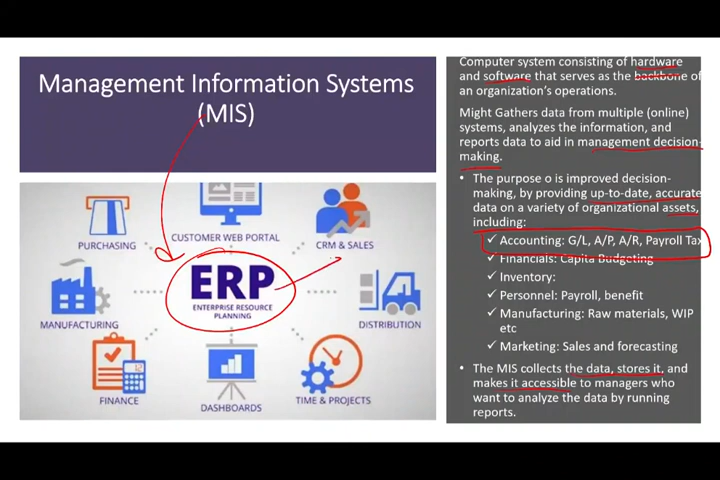 Management Information Systems
(MIS)
PURCHASING
CUSTOMER WEB PORTAL
CRM & SALES
MANUFACTURING
ERP
ENTERPRISE RESOURCE
PLANNING
DISTRIBUTION
FINANCE
DASHBOARDS
TIME & PROJECTS
Computer system consisting of hardware
and software that serves as the backbone of
an organization's operations.
Might Gathers data from multiple (online)
systems, analyzes the information, and
reports data to aid in management decision-
making.
• The purpose o is improved decision-
making, by providing up-to-date, accurate
data on a variety of organizational assets,
including:
✓ Accounting: G/L, A/P, A/R, Payroll Tax
✓ Financials: Capita Budgeting
✓ Inventory:
✓ Personnel: Payroll, benefit
✓ Manufacturing: Raw materials, WIP
etc
✓ Marketing: Sales and forecasting
• The MIS collects the data, stores it, and
makes it accessible to managers who
want to analyze the data by running
reports.